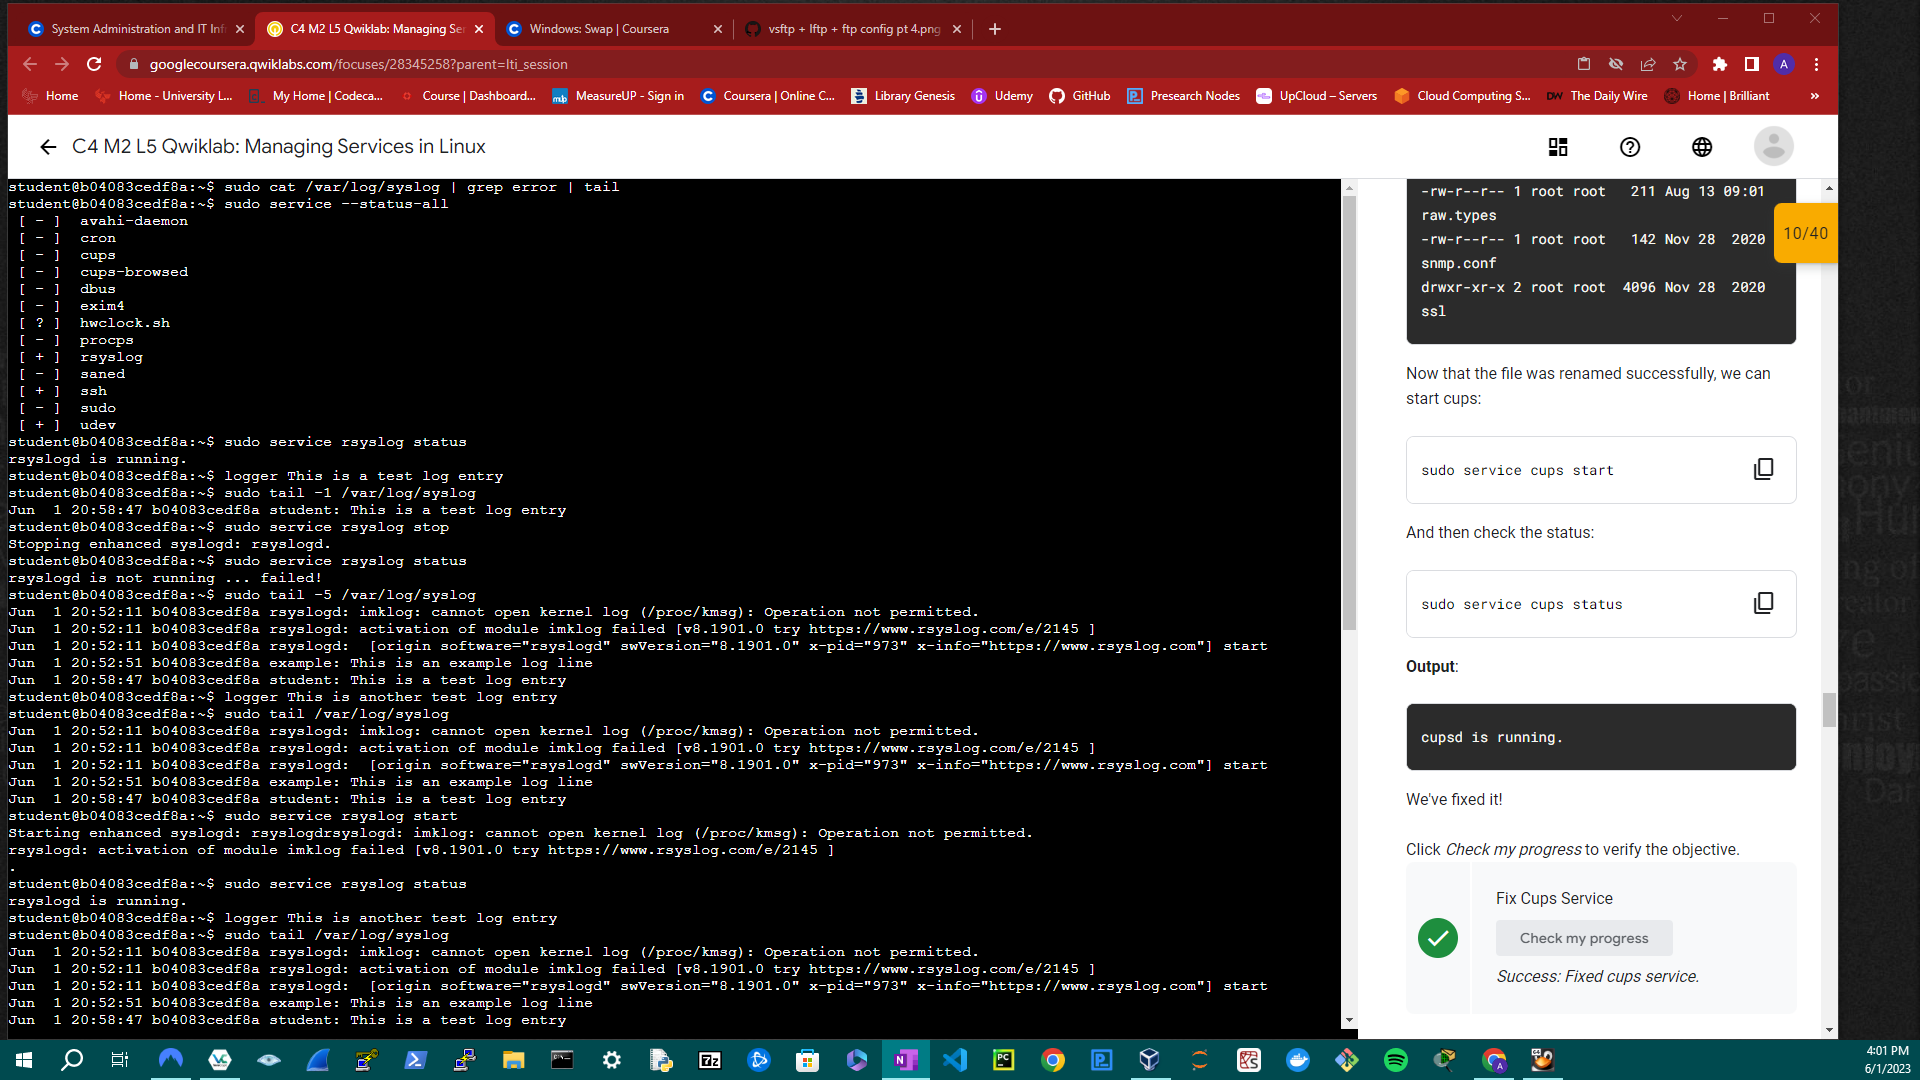 System Administration and IT Inf
C4 M2 L5 Qwiklab: Managing Ser
Windows: Swap | Coursera
vsftp + lftp + ftp config pt 4.png
googlecoursera.qwiklabs.com/focuses/28345258?parent=lti_session
A
Home
Home - University L...
My Home | Codeca...
Course | Dashboard...
MeasureUP - Sign in
Coursera | Online C...
Library Genesis
Udemy
GitHub
Presearch Nodes
UpCloud – Servers
Cloud Computing S...
The Daily Wire
Home | Brilliant
»
C4 M2 L5 Qwiklab: Managing Services in Linux
student@b04083cedf8a:~$ sudo cat /var/log/syslog | grep error | tail
student@b04083cedf8a:~$ sudo service --status-all
[ - ]  avahi-daemon
[ - ]  cron
[ - ]  cups
[ - ]  cups-browsed
[ - ]  dbus
[ - ]  exim4
[ ? ]  hwclock.sh
[ - ]  procps
[ + ]  rsyslog
[ - ]  saned
[ + ]  ssh
[ - ]  sudo
[ + ]  udev
student@b04083cedf8a:~$ sudo service rsyslog status
rsyslogd is running.
student@b04083cedf8a:~$ logger This is a test log entry
student@b04083cedf8a:~$ sudo tail -1 /var/log/syslog
Jun  1 20:58:47 b04083cedf8a student: This is a test log entry
student@b04083cedf8a:~$ sudo service rsyslog stop
Stopping enhanced syslogd: rsyslogd.
student@b04083cedf8a:~$ sudo service rsyslog status
rsyslogd is not running ... failed!
student@b04083cedf8a:~$ sudo tail -5 /var/log/syslog
Jun  1 20:52:11 b04083cedf8a rsyslogd: imklog: cannot open kernel log (/proc/kmsg): Operation not permitted.
Jun  1 20:52:11 b04083cedf8a rsyslogd: activation of module imklog failed [v8.1901.0 try https://www.rsyslog.com/e/2145 ]
Jun  1 20:52:11 b04083cedf8a rsyslogd:  [origin software="rsyslogd" swVersion="8.1901.0" x-pid="973" x-info="https://www.rsyslog.com"] start
Jun  1 20:52:51 b04083cedf8a example: This is an example log line
Jun  1 20:58:47 b04083cedf8a student: This is a test log entry
student@b04083cedf8a:~$ logger This is another test log entry
student@b04083cedf8a:~$ sudo tail /var/log/syslog
Jun  1 20:52:11 b04083cedf8a rsyslogd: imklog: cannot open kernel log (/proc/kmsg): Operation not permitted.
Jun  1 20:52:11 b04083cedf8a rsyslogd: activation of module imklog failed [v8.1901.0 try https://www.rsyslog.com/e/2145 ]
Jun  1 20:52:11 b04083cedf8a rsyslogd:  [origin software="rsyslogd" swVersion="8.1901.0" x-pid="973" x-info="https://www.rsyslog.com"] start
Jun  1 20:52:51 b04083cedf8a example: This is an example log line
Jun  1 20:58:47 b04083cedf8a student: This is a test log entry
student@b04083cedf8a:~$ sudo service rsyslog start
Starting enhanced syslogd: rsyslogdrsyslogd: imklog: cannot open kernel log (/proc/kmsg): Operation not permitted.
rsyslogd: activation of module imklog failed [v8.1901.0 try https://www.rsyslog.com/e/2145 ]
.
student@b04083cedf8a:~$ sudo service rsyslog status
rsyslogd is running.
student@b04083cedf8a:~$ logger This is another test log entry
student@b04083cedf8a:~$ sudo tail /var/log/syslog
Jun  1 20:52:11 b04083cedf8a rsyslogd: imklog: cannot open kernel log (/proc/kmsg): Operation not permitted.
Jun  1 20:52:11 b04083cedf8a rsyslogd: activation of module imklog failed [v8.1901.0 try https://www.rsyslog.com/e/2145 ]
Jun  1 20:52:11 b04083cedf8a rsyslogd:  [origin software="rsyslogd" swVersion="8.1901.0" x-pid="973" x-info="https://www.rsyslog.com"] start
Jun  1 20:52:51 b04083cedf8a example: This is an example log line
Jun  1 20:58:47 b04083cedf8a student: This is a test log entry
-rw-r--r-- 1 root root   211 Aug 13 09:01
raw.types
-rw-r--r-- 1 root root   142 Nov 28  2020
snmp.conf
drwxr-xr-x 2 root root  4096 Nov 28  2020
ssl
10/40
Now that the file was renamed successfully, we can
start cups:
sudo service cups start
And then check the status:
sudo service cups status
Output:
cupsd is running.
We've fixed it!
Click Check my progress to verify the objective.
Fix Cups Service
Check my progress
Success: Fixed cups service.
4:01 PM
6/1/2023